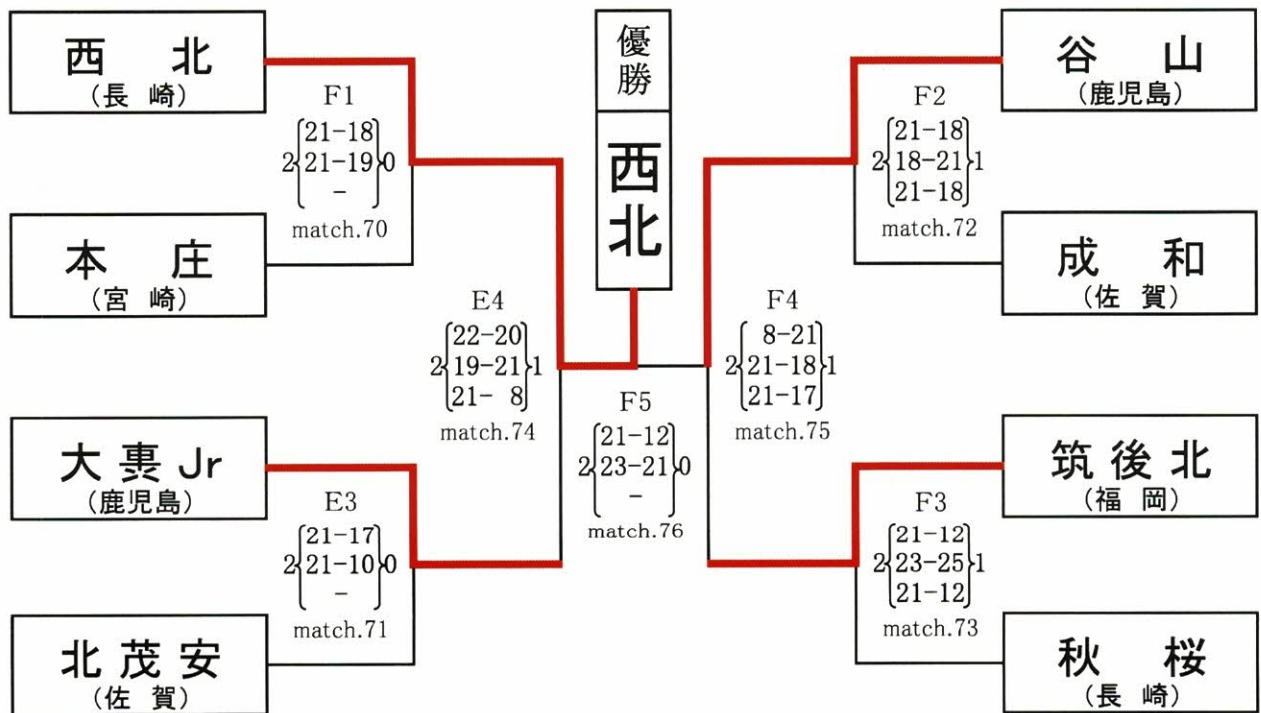 西北
(長崎)
F1
21-18
2 21-19 0
-
match.70
本庄
(宮崎)
E4
22-20
2 19-21 1
21- 8
match.74
大
Jr
(鹿児島)
E3
21-17
2 21-10 0
-
match.71
北茂安
(佐賀)
優勝
西北
F5
21-12
2 23-21 0
-
match.76
谷山
(鹿児島)
F2
21-18
2 18-21 1
21-18
match.72
成和
(佐賀)
F4
8-21
2 21-18 1
21-17
match.75
筑後北
(福岡)
F3
21-12
2 23-25 1
21-12
match.73
秋桜
(長崎)